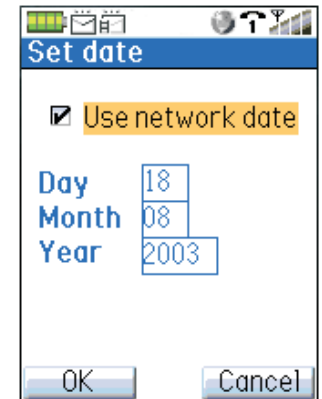 Set date
Use network date
Day 18
Month 08
Year 2003
OK Cancel